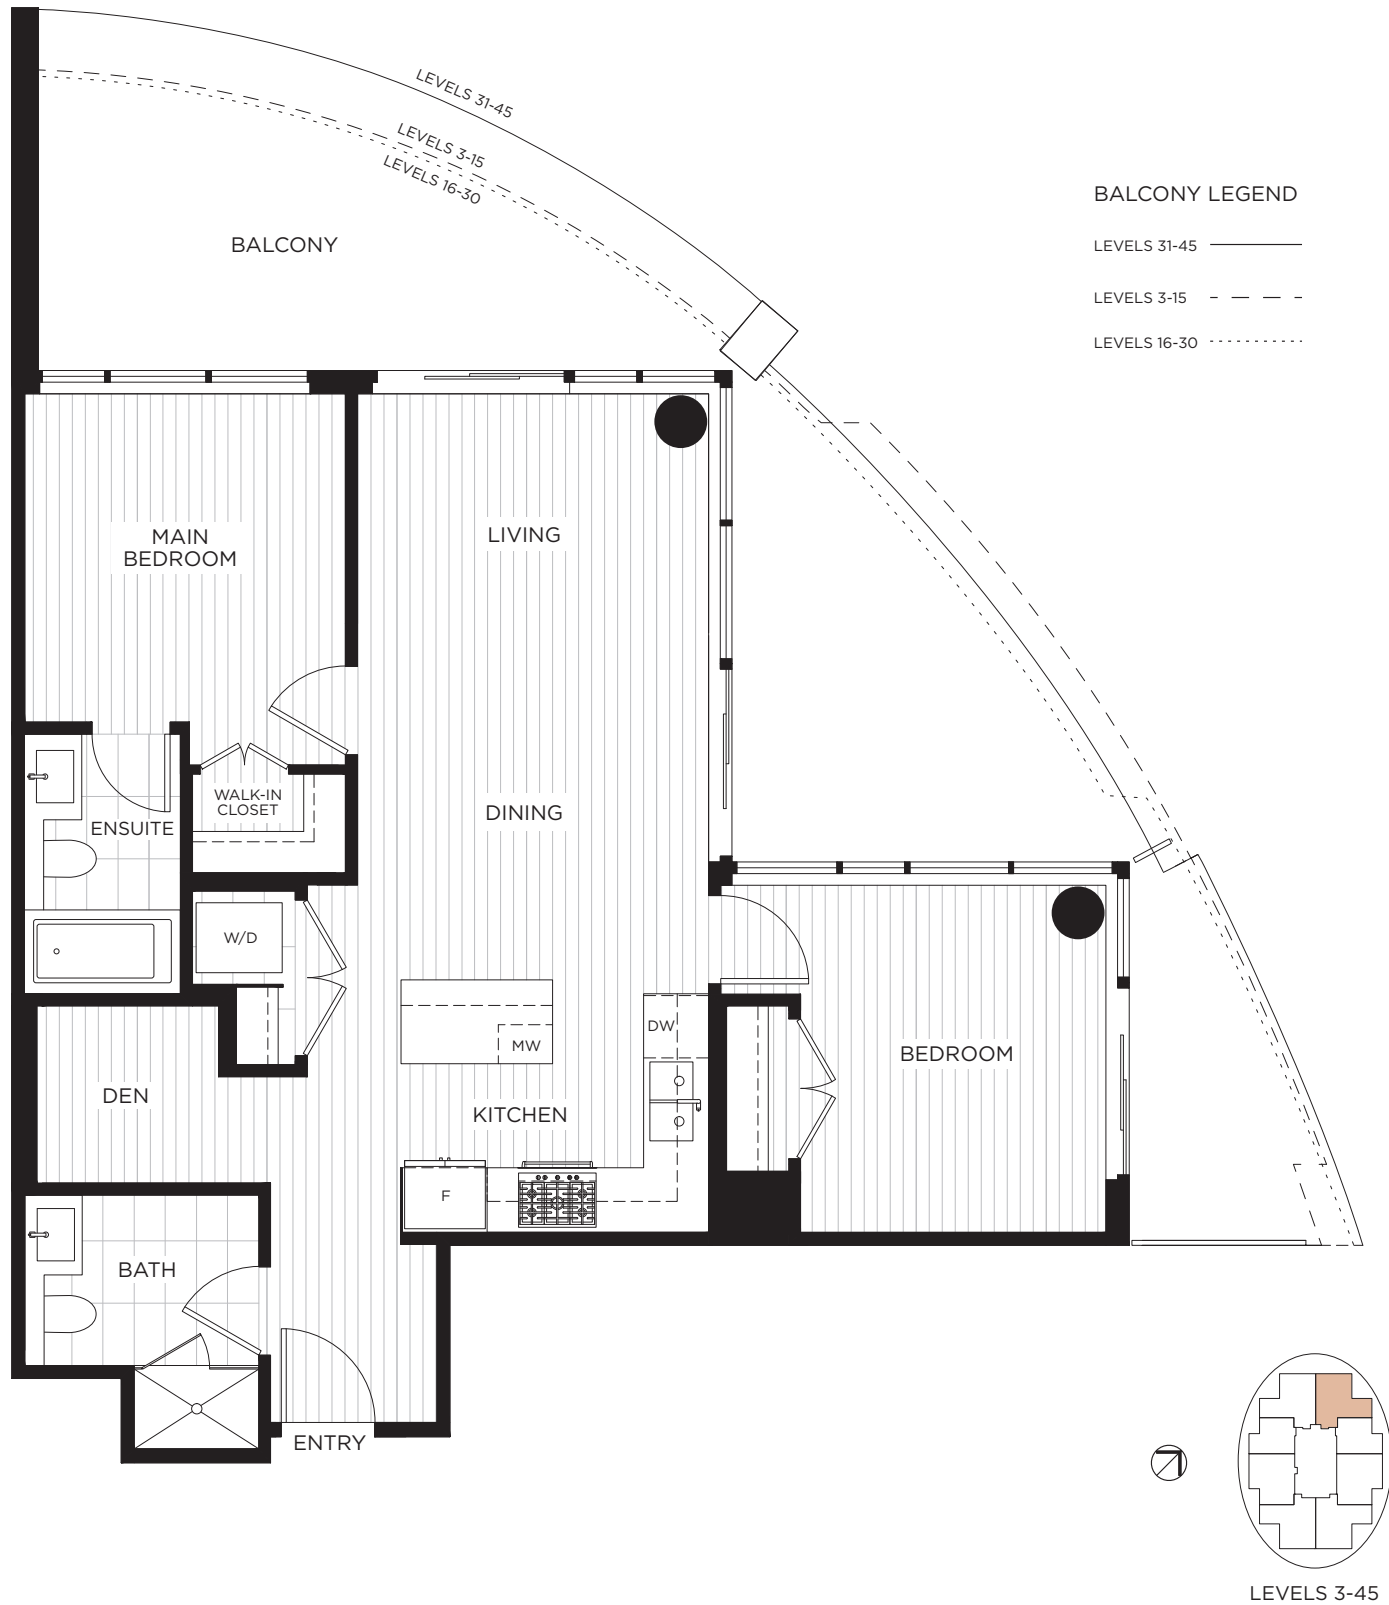 LEVELS 31-45
LEVELS 3-15
LEVELS 16-30
BALCONY
BALCONY LEGEND
LEVELS 31-45
LEVELS 3-15
LEVELS 16-30
MAIN
BEDROOM
LIVING
WALK-IN
CLOSET
ENSUITE
DINING
W/D
MW
DW
BEDROOM
DEN
KITCHEN
F
BATH
ENTRY
LEVELS 3-45